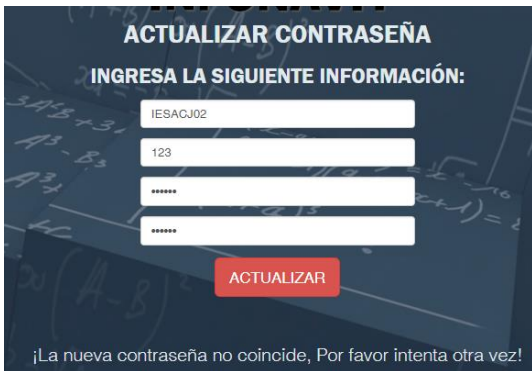 ACTUALIZAR CONTRASEÑA
INGRESA LA SIGUIENTE INFORMACIÓN:
IESACJ02
123
••••••
••••••
ACTUALIZAR
¡La nueva contraseña no coincide, Por favor intenta otra vez!